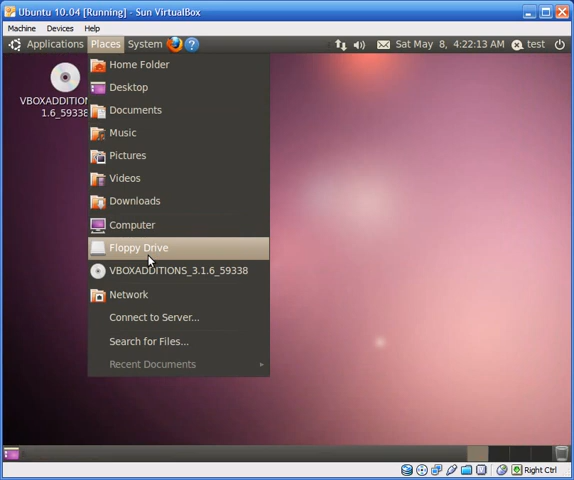 Ubuntu 10.04 [Running] - Sun VirtualBox
Machine Devices Help
Applications Places System ? Sat May 8, 4:22:13 AM test
Home Folder
Desktop
Documents
Music
Pictures
Videos
Downloads
Computer
Floppy Drive
VBOXADDITIONS_3.1.6_59338
Network
Connect to Server...
Search for Files...
Recent Documents
VBOXADDITION
1.6_59338
Right Ctrl